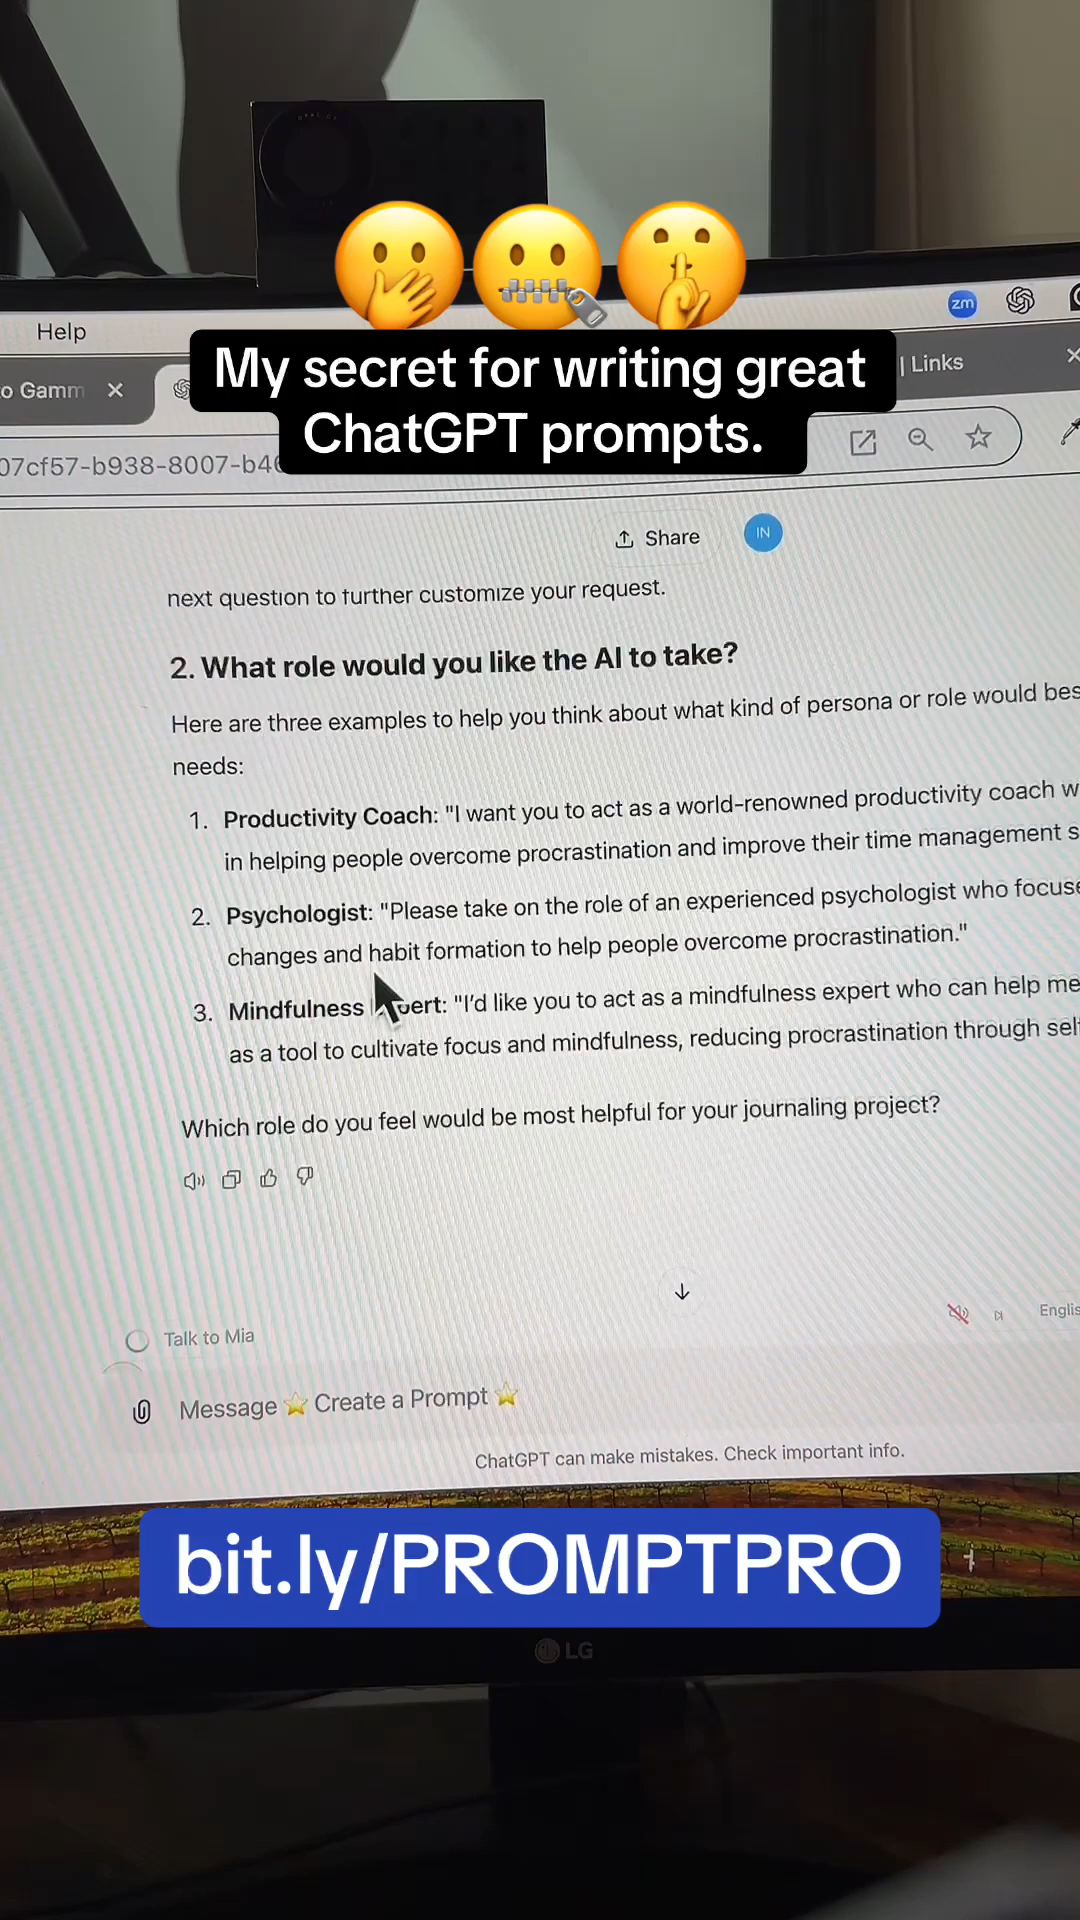 My secret for writing great
ChatGPT prompts.
zm
Help
o Gamm
| Links
07cf57-b938-8007-b4
Share
IN
next question to further customize your request.
2. What role would you like the AI to take?
Here are three examples to help you think about what kind of persona or role would bes
needs:
1. Productivity Coach: "I want you to act as a world-renowned productivity coach w
in helping people overcome procrastination and improve their time management s
2. Psychologist: "Please take on the role of an experienced psychologist who focuse
changes and habit formation to help people overcome procrastination."
3. Mindfulness pert: "I'd like you to act as a mindfulness expert who can help me
as a tool to cultivate focus and mindfulness, reducing procrastination through sel
Which role do you feel would be most helpful for your journaling project?
Talk to Mia
Englis
Message ⭐ Create a Prompt ⭐
ChatGPT can make mistakes. Check important info.
bit.ly/PROMPTPRO
LG